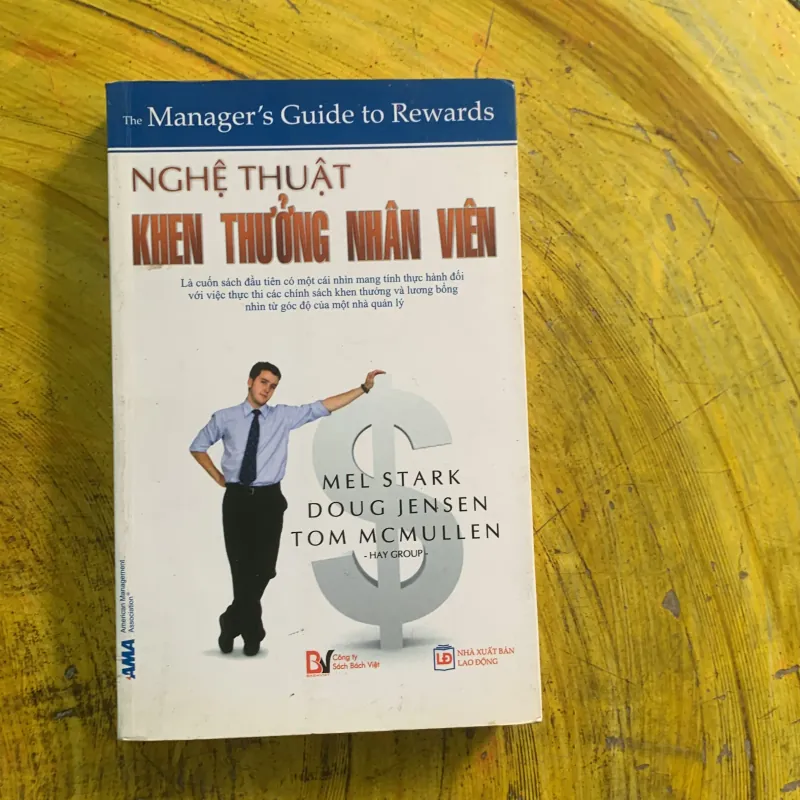 The Manager's Guide to Rewards
NGHỆ THUẬT
KHEN THƯỞNG NHÂN VIÊN
Là cuốn sách đầu tiên có một cái nhìn mang tính thực hành đối
với việc thực thi các chính sách khen thưởng và lương bổng
nhìn từ góc độ của một nhà quản lý
MEL STARK
DOUG JENSEN
TOM MCMULLEN
- HAY GROUP -
AMA American Management
Association®
BV Công ty
Sách Bách Việt
LĐ NHÀ XUẤT BẢN
LAO ĐỘNG